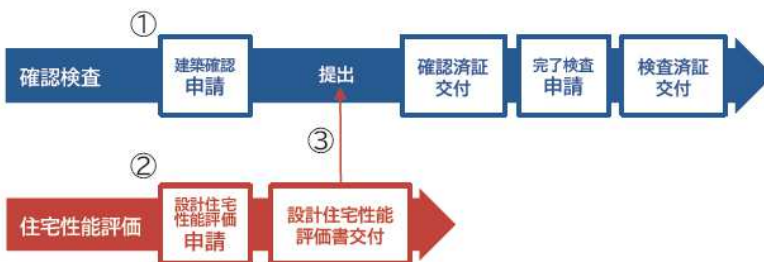 ①
確認検査
建築確認
申請
提出
確認済証
交付
完了検査
申請
検査済証
交付
③
②
住宅性能評価
設計住宅
性能評価
申請
設計住宅性能
評価書交付